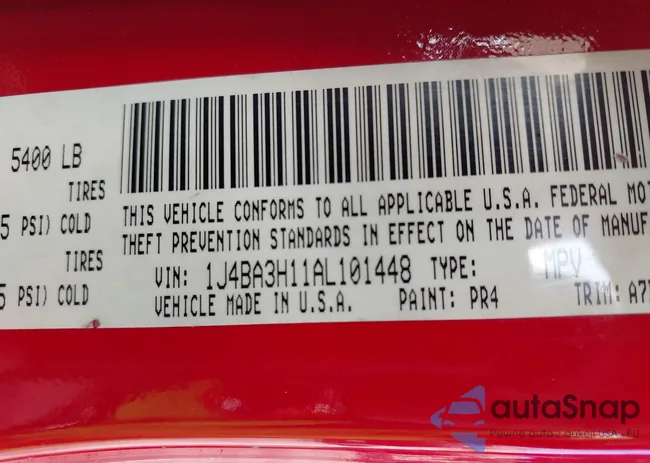 5400 LB
TIRES
5 PSI) COLD
5 PSI) COLD
THIS VEHICLE CONFORMS TO ALL APPLICABLE U.S.A. FEDERAL MOT
THEFT PREVENTION STANDARDS IN EFFECT ON THE DATE OF MANUF
VIN: 1J4BA3H11AL101448 TYPE: MPV
TIRES
VEHICLE MADE IN U.S.A. PAINT: PR4 TRIM: A7
autaSnap